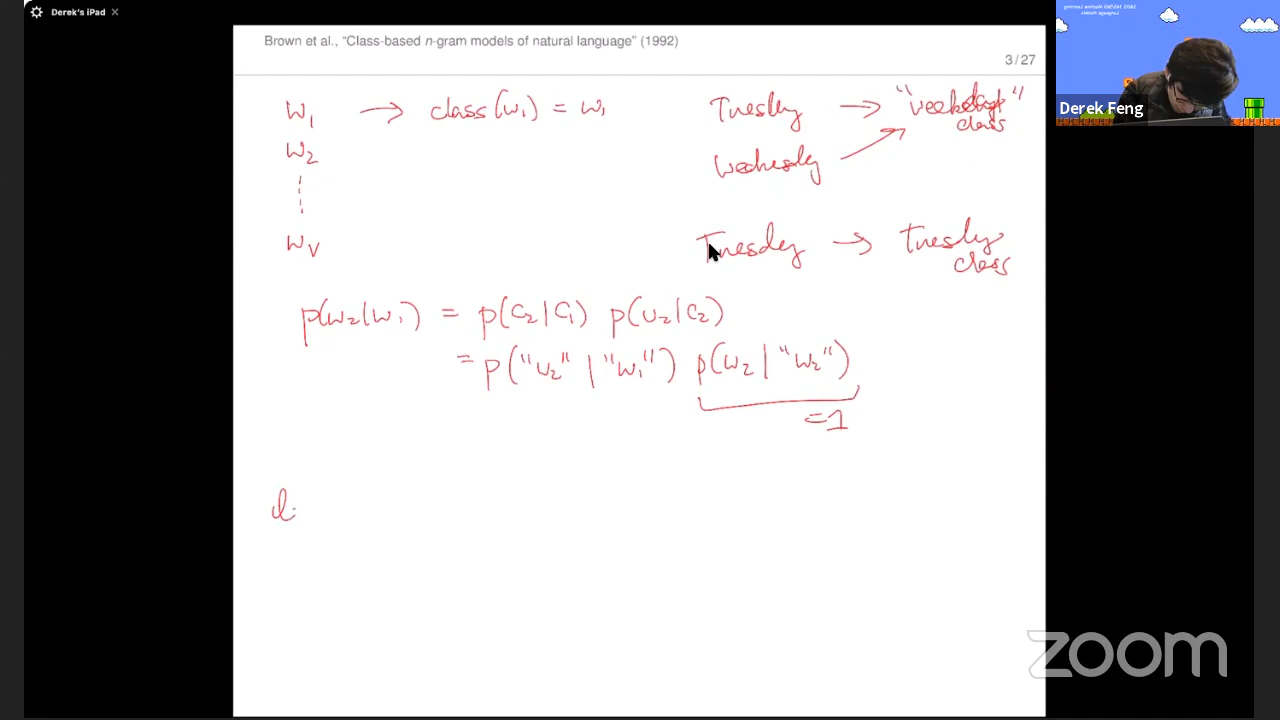 Derek's iPad
Brown et al., “Class-based n-gram models of natural language” (1992)
3 / 27
w₁ → class(w₁) = w₁
w₂
w_V
Tuesday → "weekday"
class
Wednesday
Tuesday → Tuesday
class
p(w₂|w₁) = p(c₂|c₁) p(w₂|c₂)
= p("w₂" | "w₁") p(w₂ | "w₂")
=1
Derek Feng
zoom